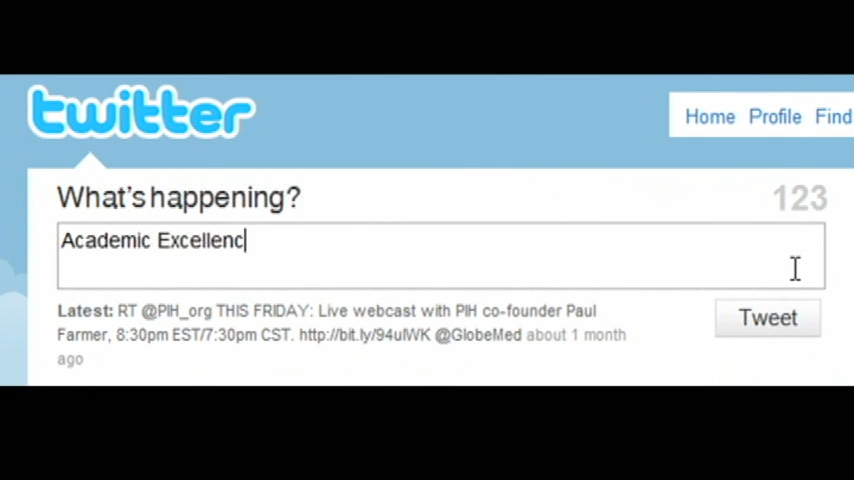 twitter
Home Profile Find
What's happening?
123
Academic Excellenc
Latest: RT @PIH_org THIS FRIDAY: Live webcast with PIH co-founder Paul
Farmer, 8:30pm EST/7:30pm CST. http://bit.ly/94ulWK @GlobeMed about 1 month
ago
Tweet